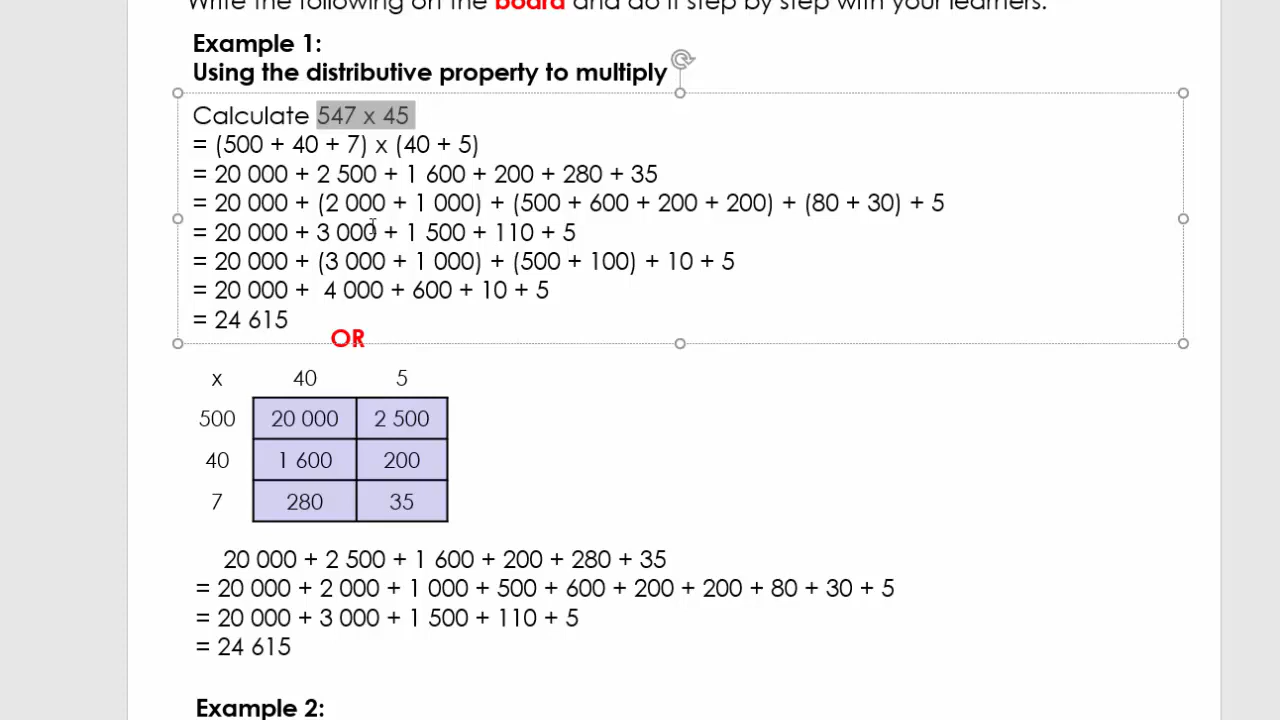 Write the following on the board and do it step by step with your learners.
Example 1:
Using the distributive property to multiply
Calculate 547 x 45
= (500 + 40 + 7) x (40 + 5)
= 20 000 + 2 500 + 1 600 + 200 + 280 + 35
= 20 000 + (2 000 + 1 000) + (500 + 600 + 200 + 200) + (80 + 30) + 5
= 20 000 + 3 000 + 1 500 + 110 + 5
= 20 000 + (3 000 + 1 000) + (500 + 100) + 10 + 5
= 20 000 + 4 000 + 600 + 10 + 5
= 24 615
OR
x 40 5
500 20 000 2 500
40 1 600 200
7 280 35
20 000 + 2 500 + 1 600 + 200 + 280 + 35
= 20 000 + 2 000 + 1 000 + 500 + 600 + 200 + 200 + 80 + 30 + 5
= 20 000 + 3 000 + 1 500 + 110 + 5
= 24 615
Example 2: